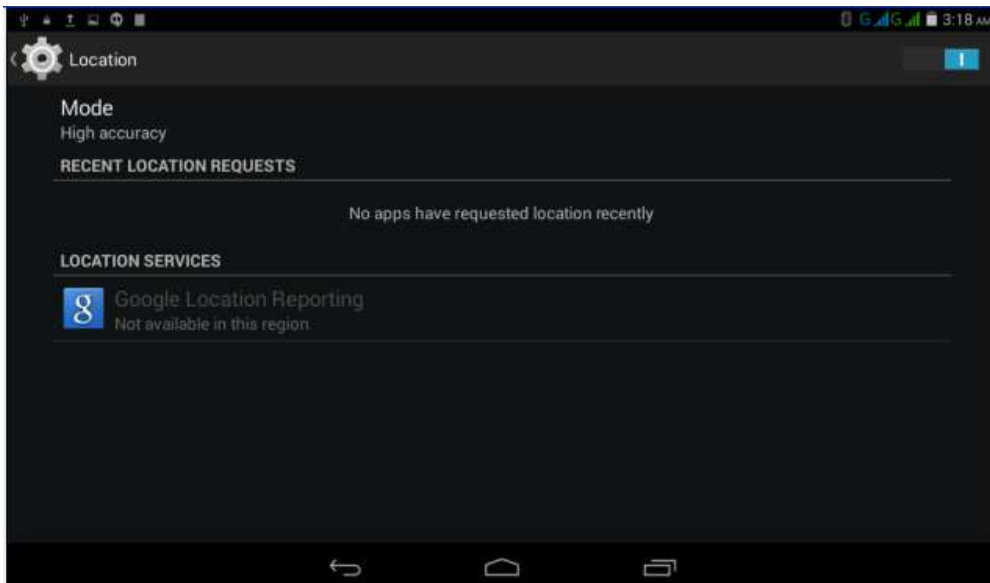 G G 3:18 AM
Location
Mode
High accuracy
RECENT LOCATION REQUESTS
No apps have requested location recently
LOCATION SERVICES
g Google Location Reporting
Not available in this region